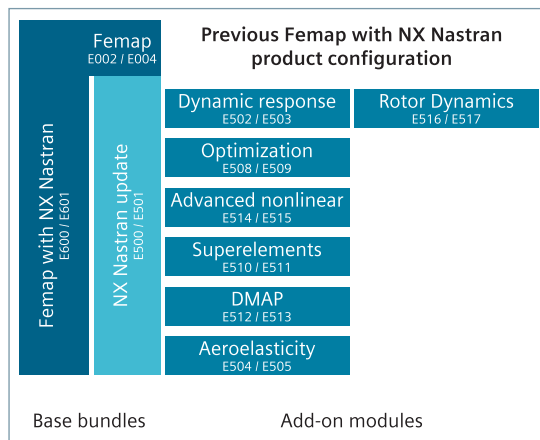 Previous Femap with NX Nastran
product configuration
Femap
E002 / E004
Femap with NX Nastran
E600 / E601
NX Nastran update
E500 / E501
Dynamic response
E502 / E503
Rotor Dynamics
E516 / E517
Optimization
E508 / E509
Advanced nonlinear
E514 / E515
Superelements
E510 / E511
DMAP
E512 / E513
Aeroelasticity
E504 / E505
Base bundles
Add-on modules